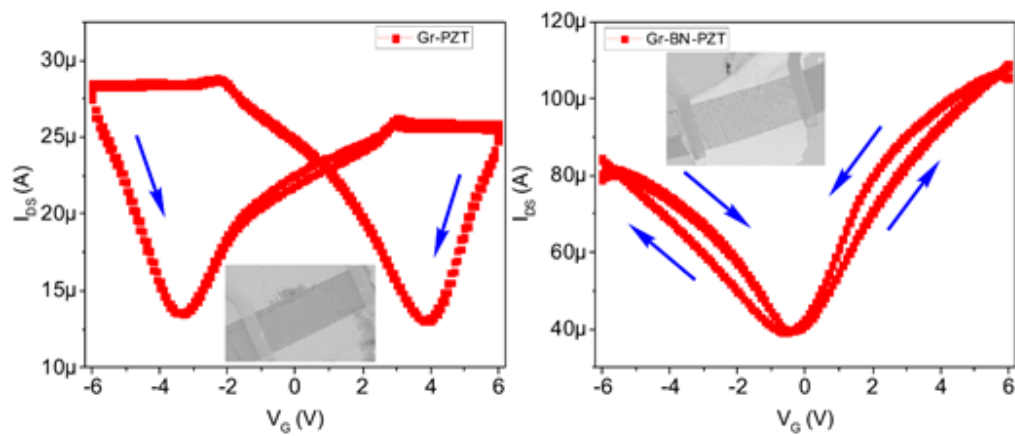 Gr-PZT
30µ
25µ
20µ
15µ
10µ
I_DS (A)
-6 -4 -2 0 2 4 6
V_G (V)
Gr-BN-PZT
120µ
100µ
80µ
60µ
40µ
I_DS (A)
-6 -4 -2 0 2 4 6
V_G (V)